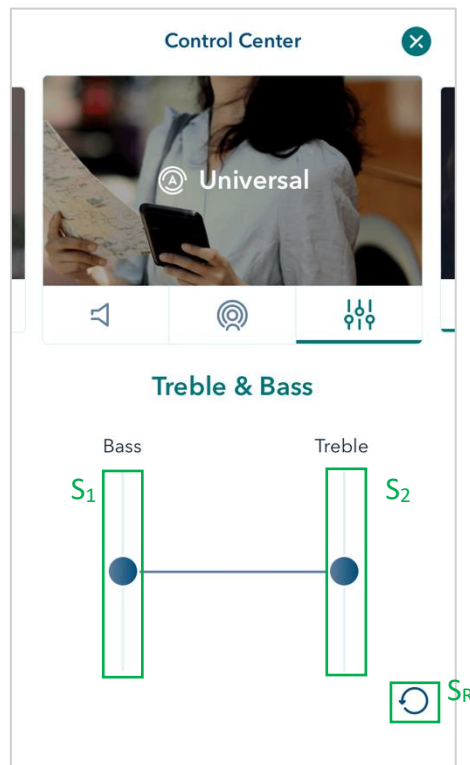 Control Center
A Universal
Treble & Bass
Bass Treble
S₁ S₂
Sᵣ